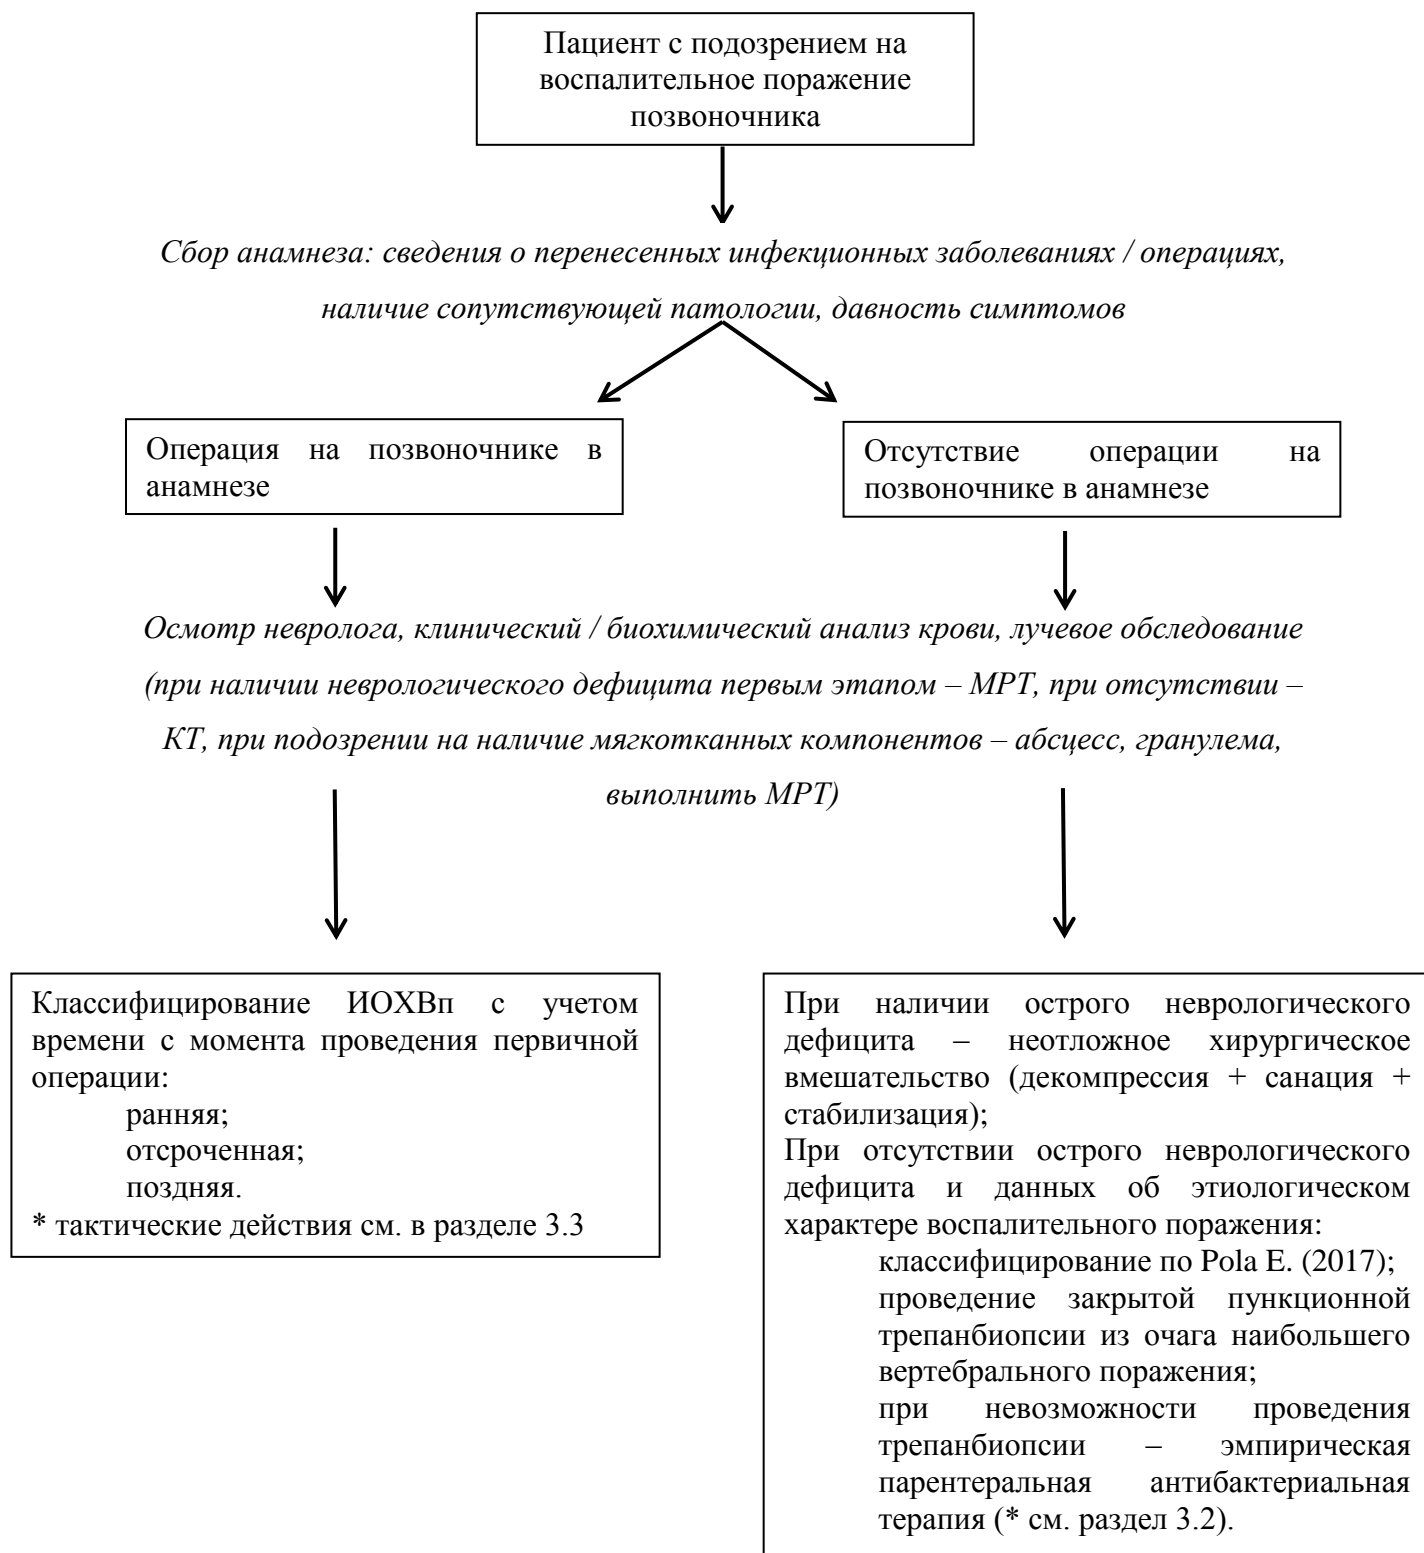 Пациент с подозрением на
воспалительное поражение
позвоночника
Сбор анамнеза: сведения о перенесенных инфекционных заболеваниях / операциях,
наличие сопутствующей патологии, давность симптомов
Операция на позвоночнике в
анамнезе
Отсутствие операции на
позвоночнике в анамнезе
Осмотр невролога, клинический / биохимический анализ крови, лучевое обследование
(при наличии неврологического дефицита первым этапом – МРТ, при отсутствии –
КТ, при подозрении на наличие мягкотканных компонентов – абсцесс, гранулема,
выполнить МРТ)
Классифицирование ИОХВп с учетом
времени с момента проведения первичной
операции:
ранняя;
отсроченная;
поздняя.
* тактические действия см. в разделе 3.3
При наличии острого неврологического
дефицита – неотложное хирургическое
вмешательство (декомпрессия + санация +
стабилизация);
При отсутствии острого неврологического
дефицита и данных об этиологическом
характере воспалительного поражения:
классифицирование по Pola E. (2017);
проведение закрытой пункционной
трепанбиопсии из очага наибольшего
вертебрального поражения;
при невозможности проведения
трепанбиопсии – эмпирическая
парентеральная антибактериальная
терапия (* см. раздел 3.2).